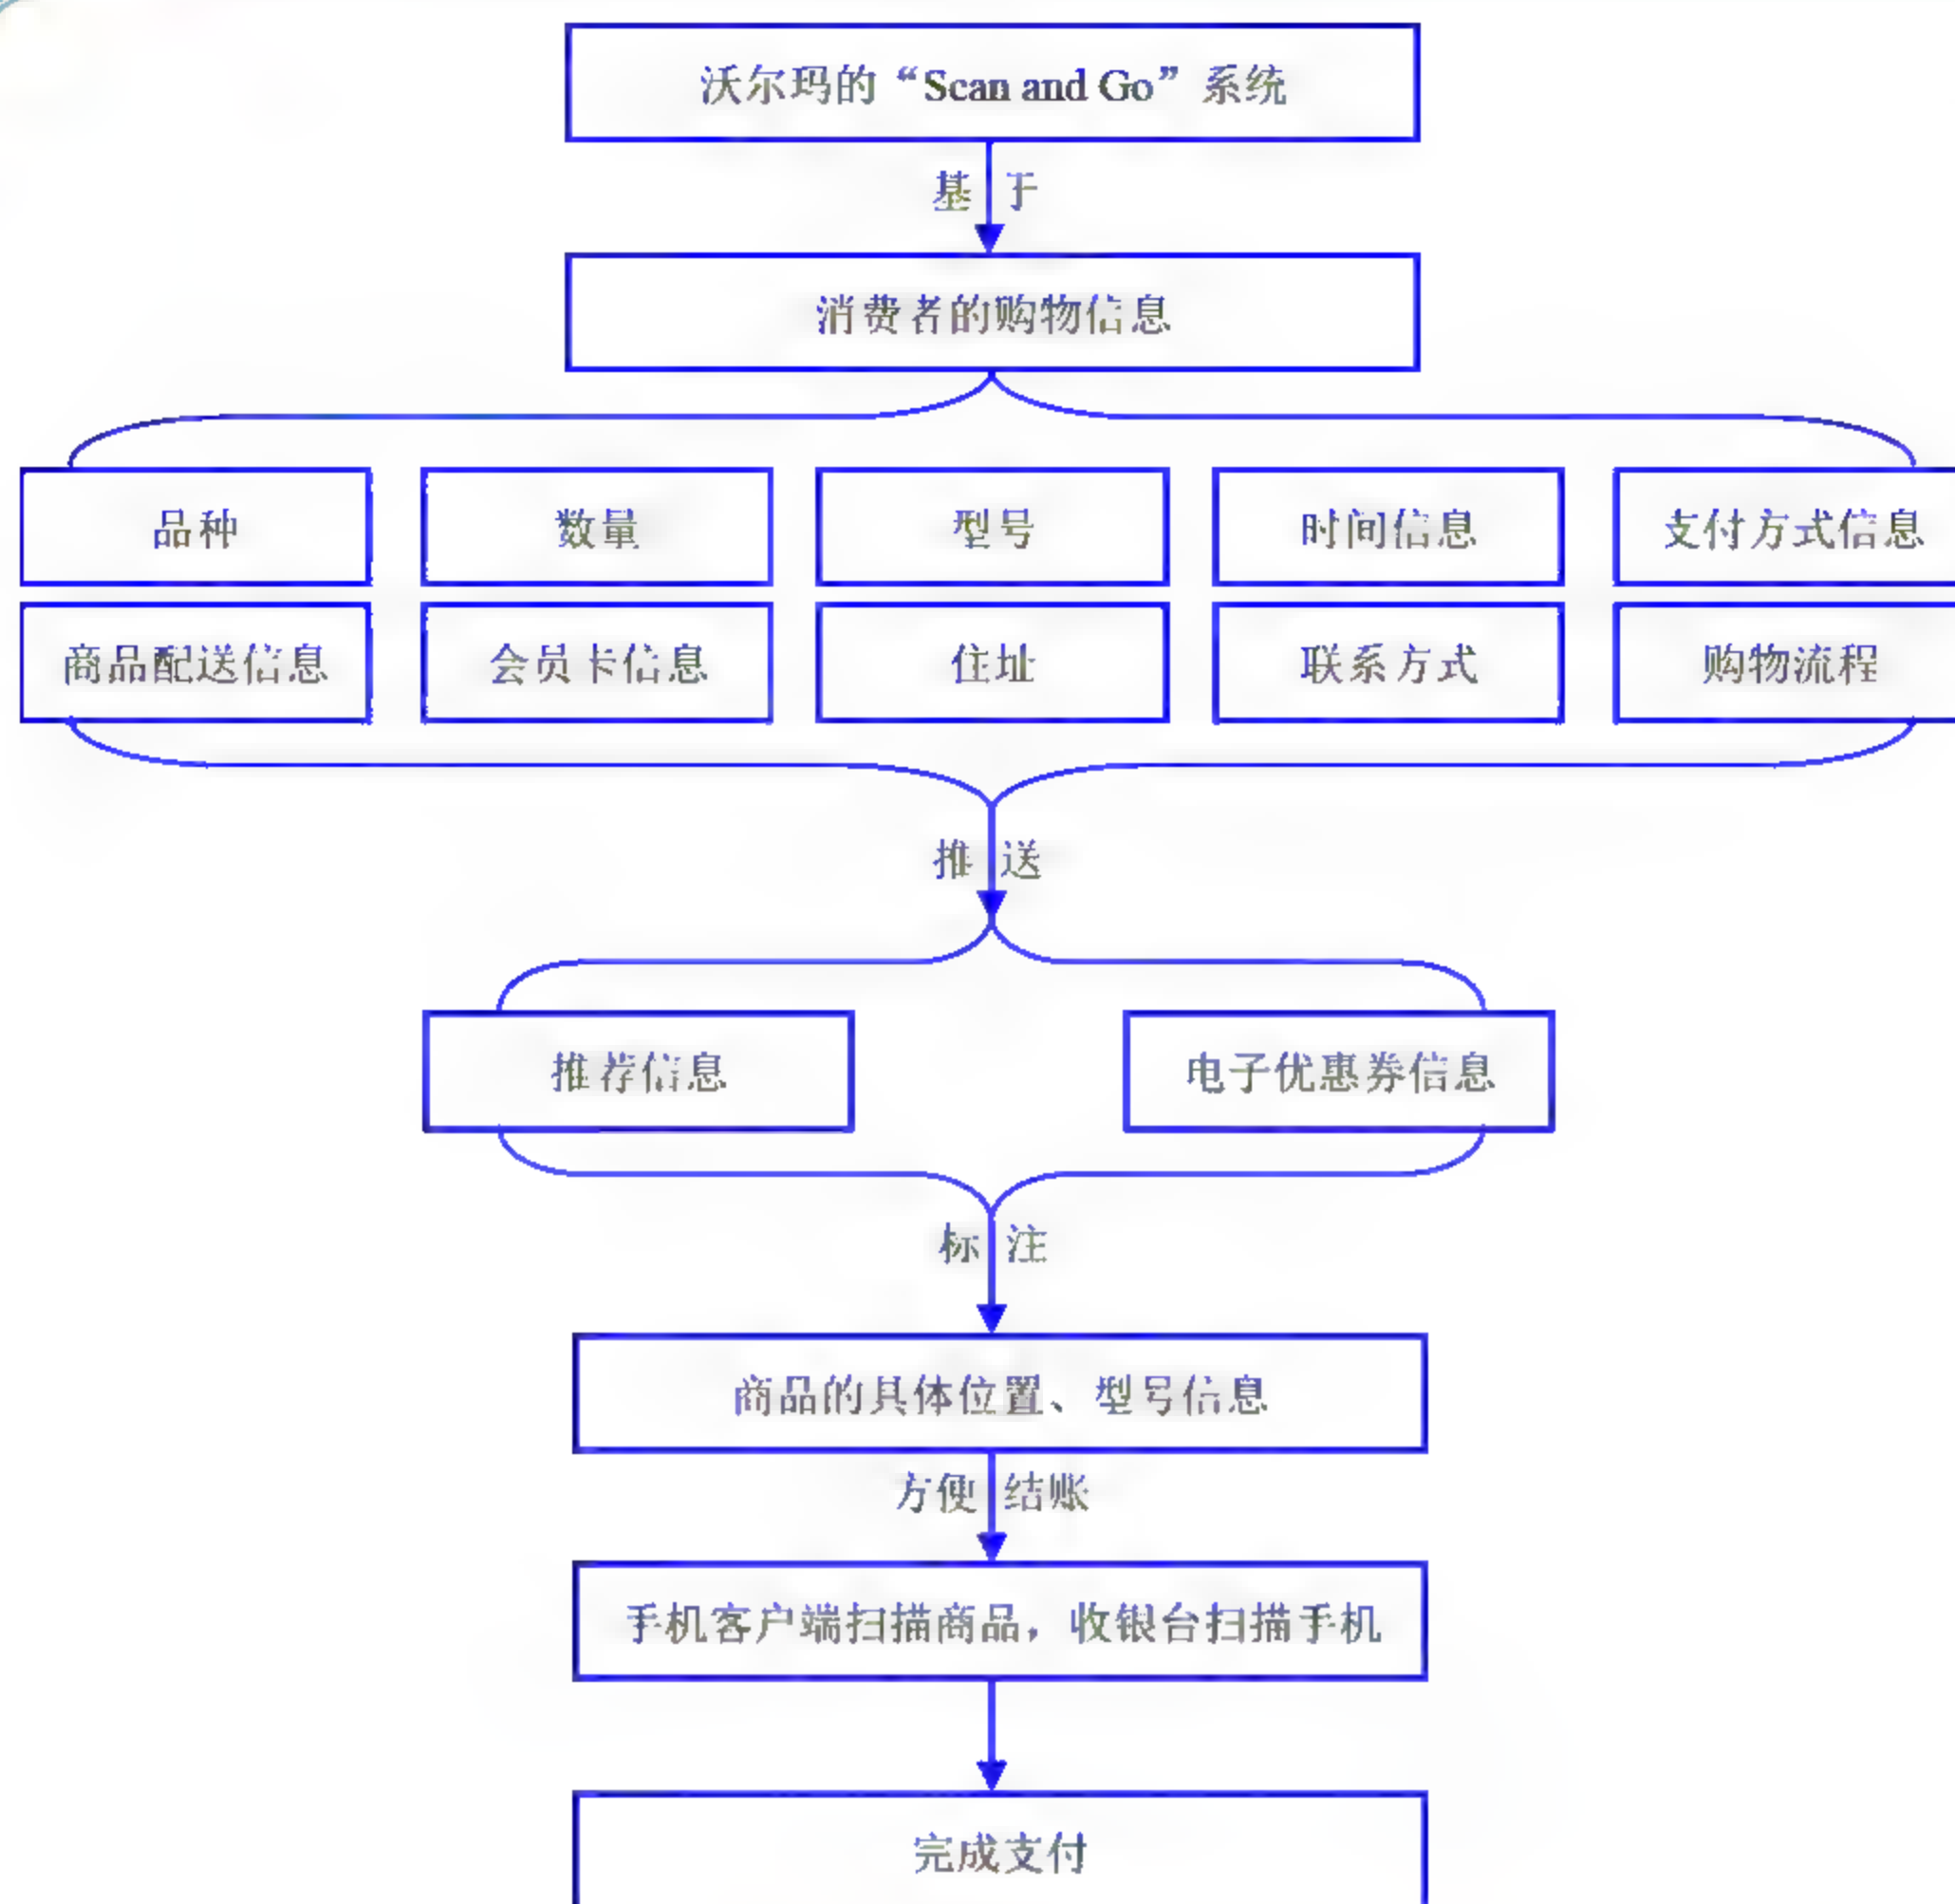 沃尔玛的“Scan and Go”系统
基于
消费者的购物信息
品种 数量 型号 时间信息 支付方式信息
商品配送信息 会员卡信息 住址 联系方式 购物流程
推送
推荐信息 电子优惠券信息
标注
商品的具体位置、型号信息
方便结账
手机客户端扫描商品，收银台扫描手机
完成支付